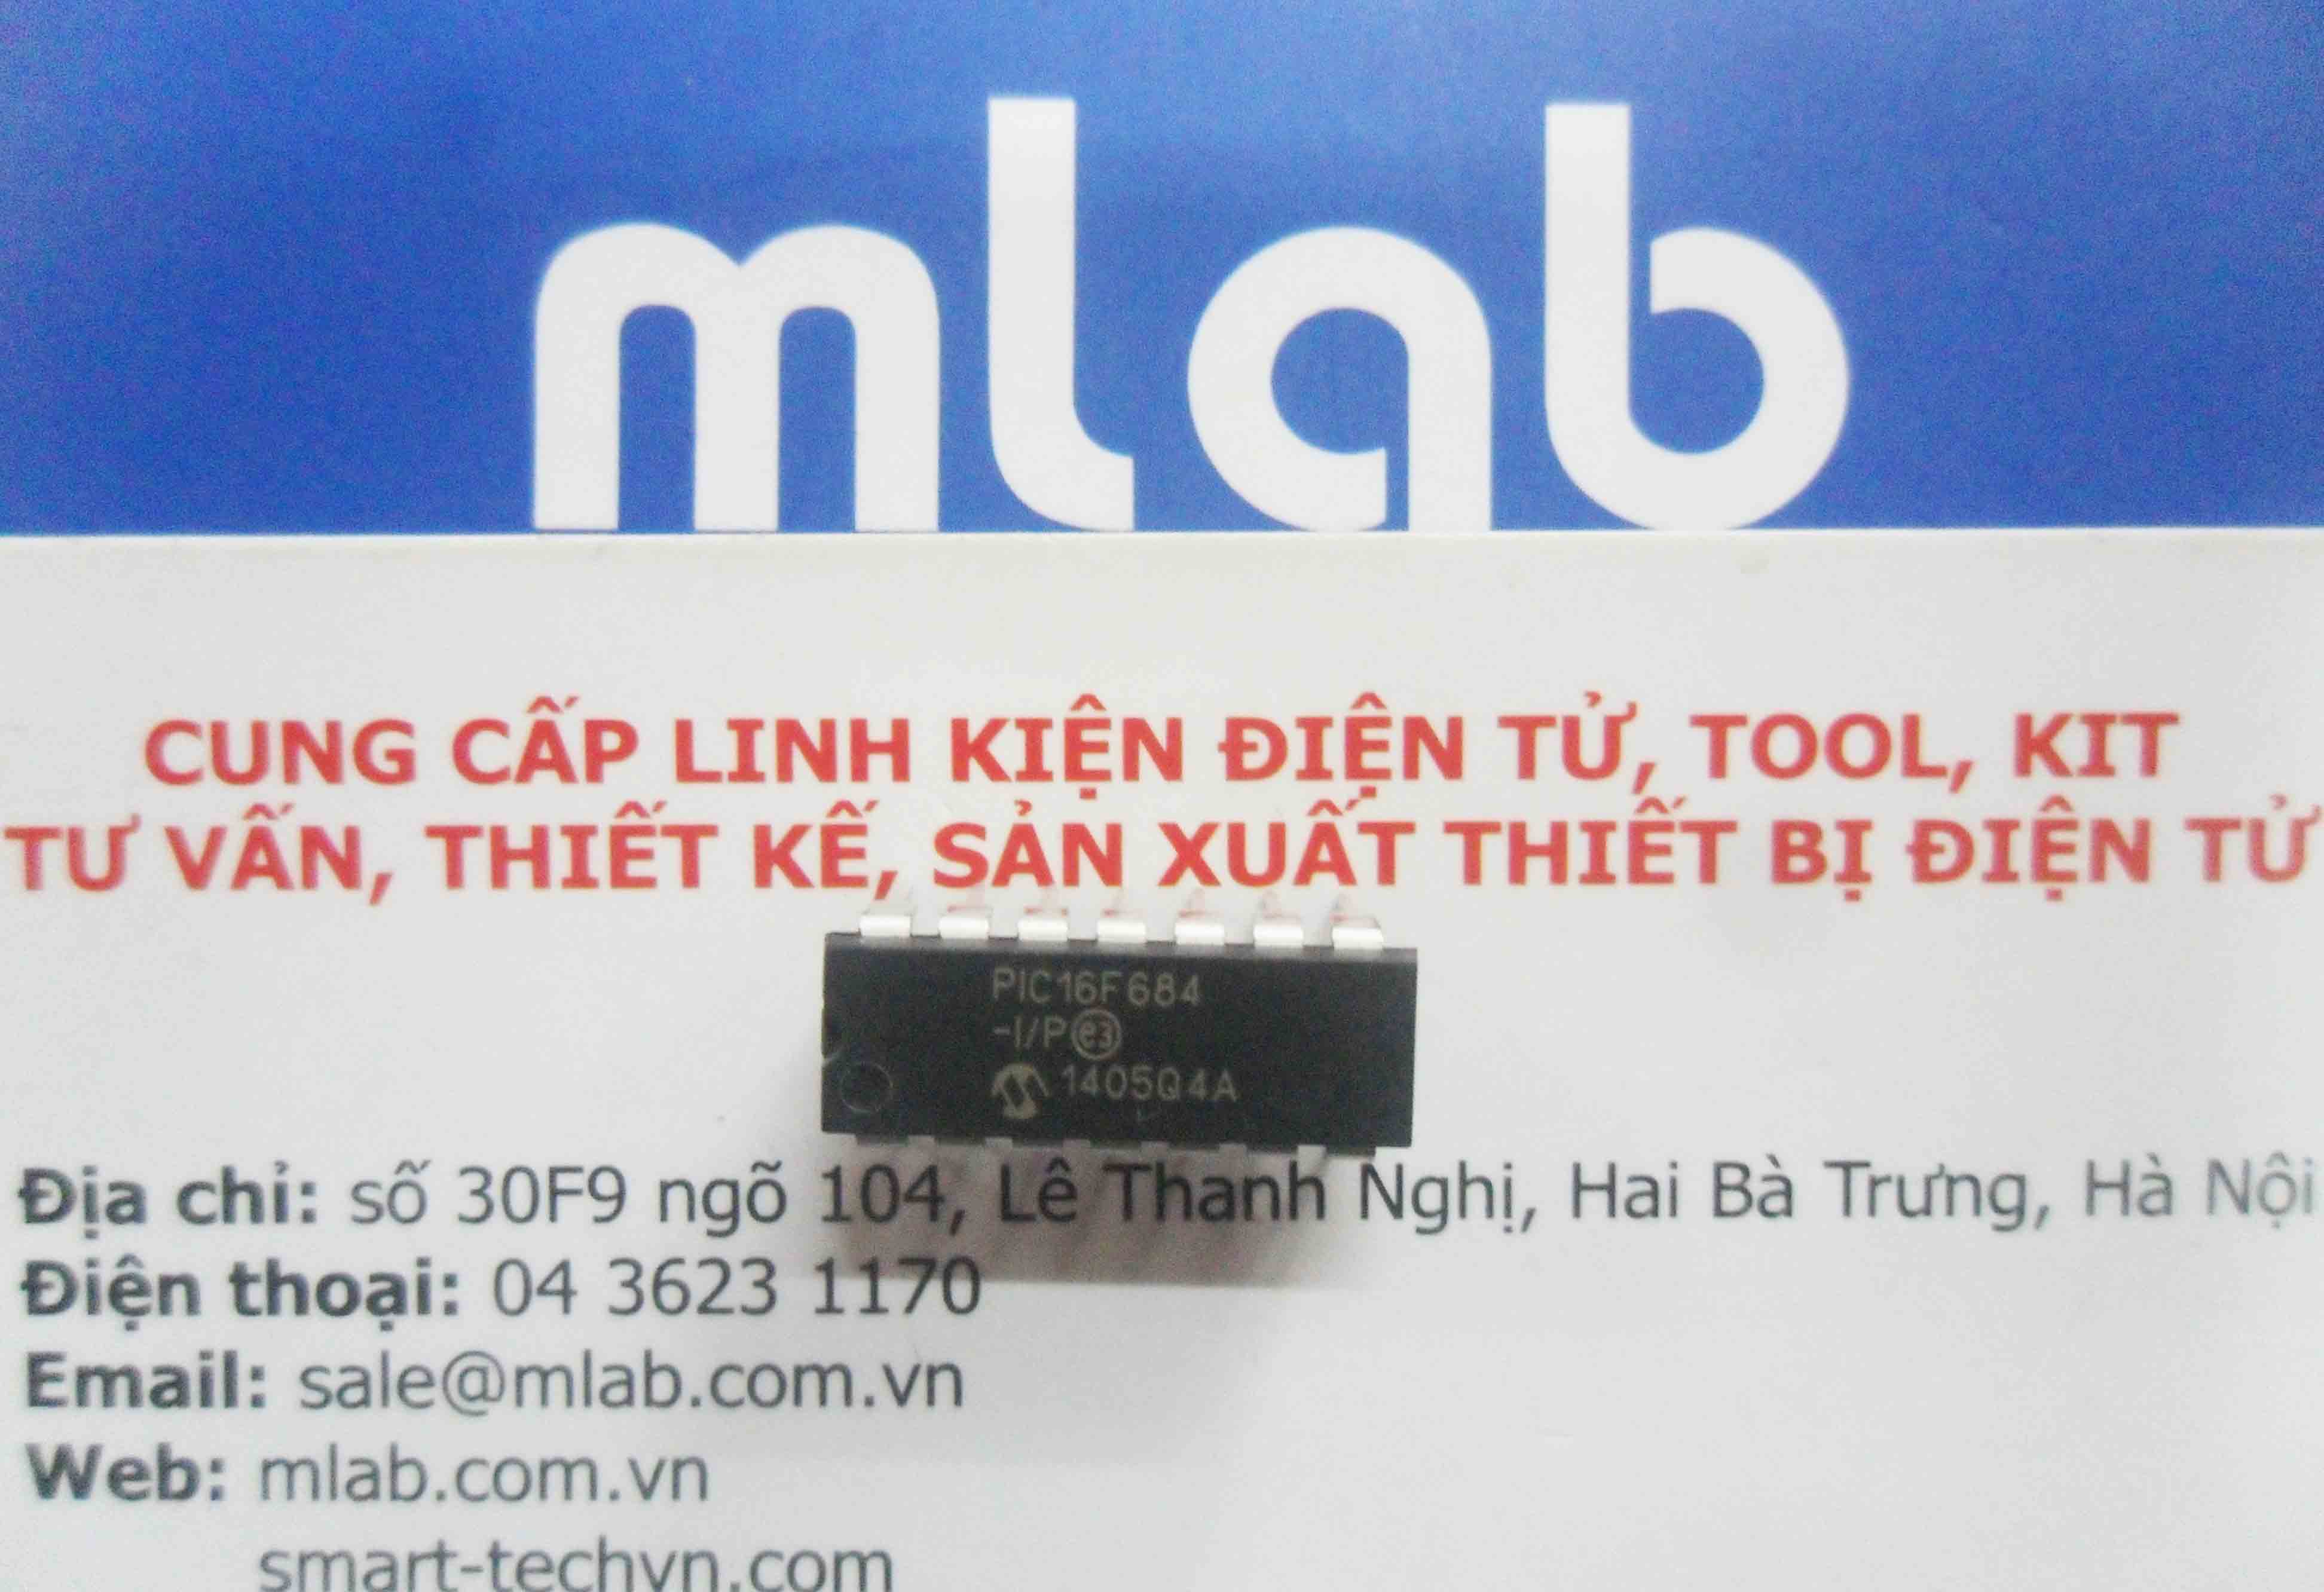 mlab
CUNG CẤP LINH KIỆN ĐIỆN TỬ, TOOL, KIT
TƯ VẤN, THIẾT KẾ, SẢN XUẤT THIẾT BỊ ĐIỆN TỬ
PIC16F684
-I/P e3
1405Q4A
Địa chỉ: số 30F9 ngõ 104, Lê Thanh Nghị, Hai Bà Trưng, Hà Nội
Điện thoại: 04 3623 1170
Email: sale@mlab.com.vn
Web: mlab.com.vn
smart-techvn.com